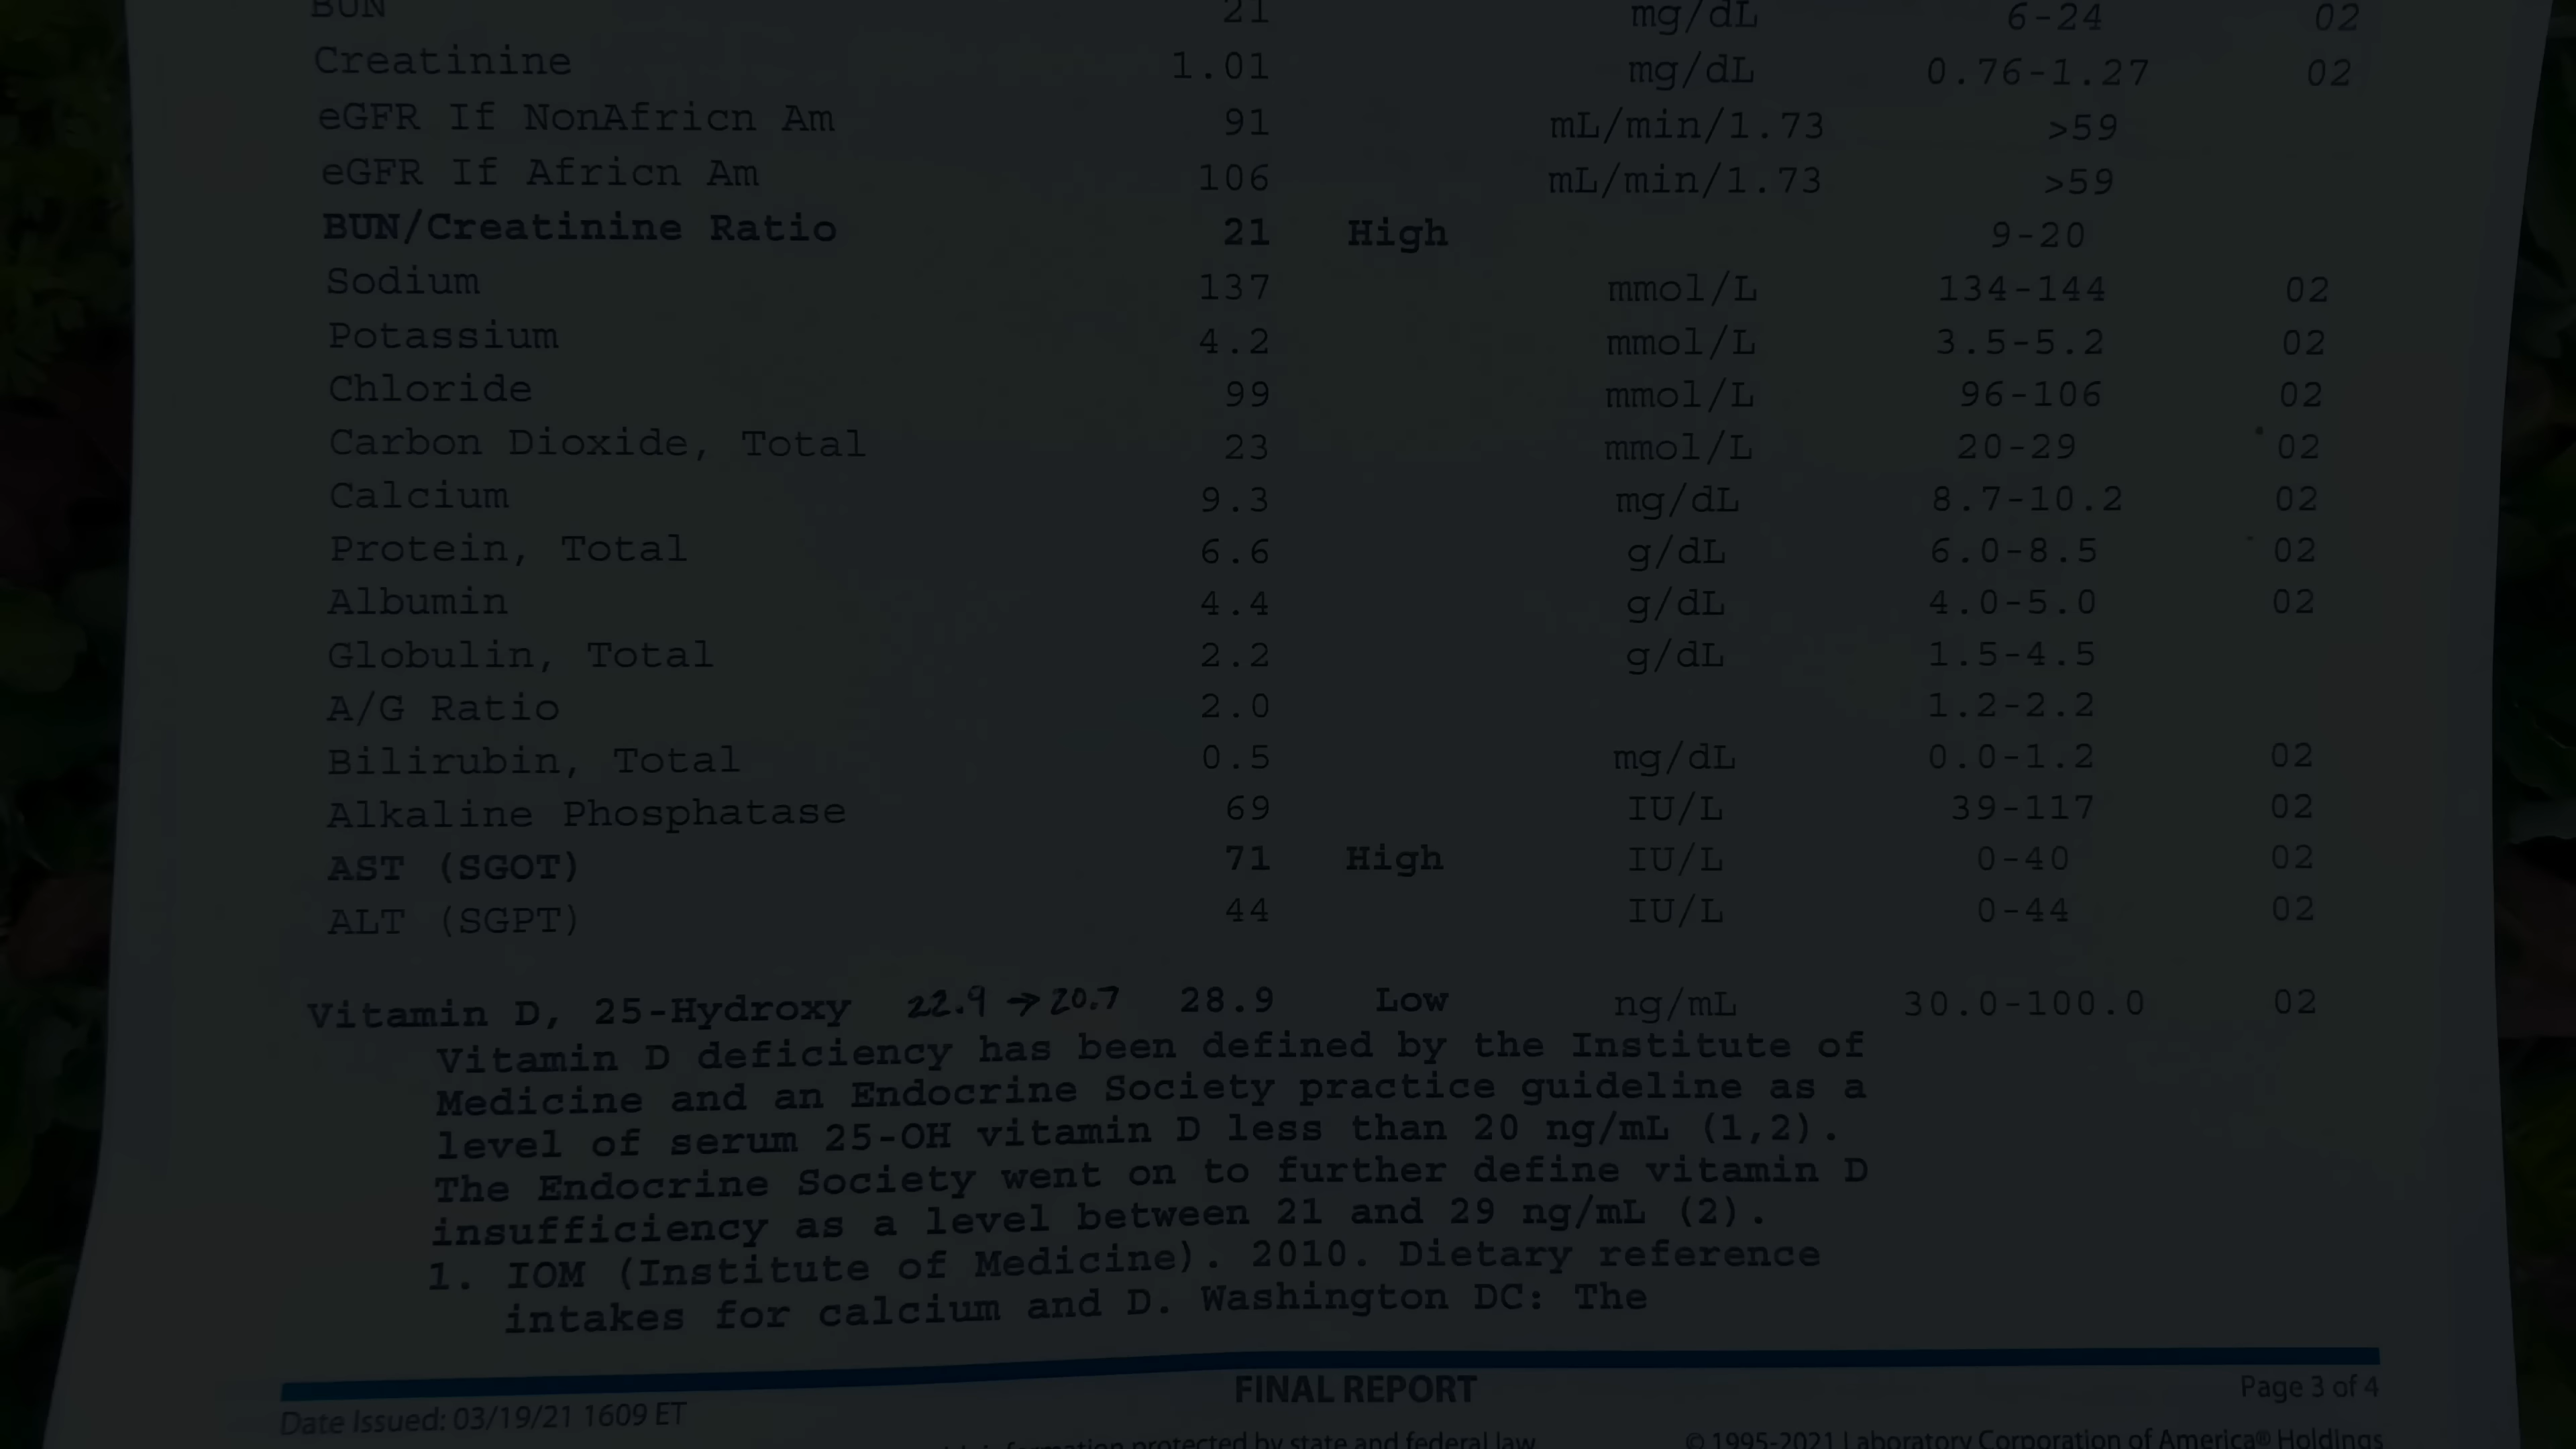 BUN 21 mg/dL 6-24 02
Creatinine 1.01 mg/dL 0.76-1.27 02
eGFR If NonAfricn Am 91 mL/min/1.73 >59
eGFR If Africn Am 106 mL/min/1.73 >59
BUN/Creatinine Ratio 21 High 9-20
Sodium 137 mmol/L 134-144 02
Potassium 4.2 mmol/L 3.5-5.2 02
Chloride 99 mmol/L 96-106 02
Carbon Dioxide, Total 23 mmol/L 20-29 02
Calcium 9.3 mg/dL 8.7-10.2 02
Protein, Total 6.6 g/dL 6.0-8.5 02
Albumin 4.4 g/dL 4.0-5.0 02
Globulin, Total 2.2 g/dL 1.5-4.5
A/G Ratio 2.0 1.2-2.2
Bilirubin, Total 0.5 mg/dL 0.0-1.2 02
Alkaline Phosphatase 69 IU/L 39-117 02
AST (SGOT) 71 High IU/L 0-40 02
ALT (SGPT) 44 IU/L 0-44 02
Vitamin D, 25-Hydroxy 22.9 → 20.7 28.9 Low ng/mL 30.0-100.0 02
Vitamin D deficiency has been defined by the Institute of
Medicine and an Endocrine Society practice guideline as a
level of serum 25-OH vitamin D less than 20 ng/mL (1,2).
The Endocrine Society went on to further define vitamin D
insufficiency as a level between 21 and 29 ng/mL (2).
1. IOM (Institute of Medicine). 2010. Dietary reference
intakes for calcium and D. Washington DC: The
FINAL REPORT Page 3 of 4
Date Issued: 03/19/21 1609 ET
information protected by state and federal law © 1995-2021 Laboratory Corporation of America® Holdings